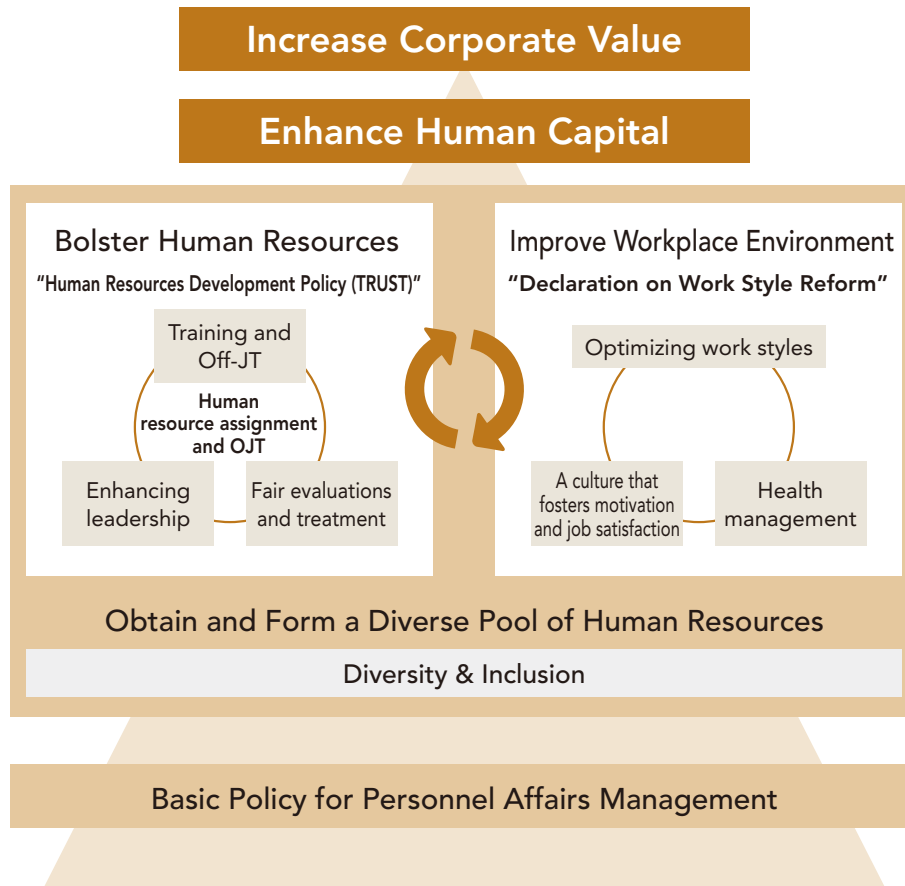 Increase Corporate Value
Enhance Human Capital
Bolster Human Resources
“Human Resources Development Policy (TRUST)”
Training and
Off-JT
Human
resource assignment
and OJT
Enhancing
leadership
Fair evaluations
and treatment
Improve Workplace Environment
“Declaration on Work Style Reform”
Optimizing work styles
A culture that
fosters motivation
and job satisfaction
Health
management
Obtain and Form a Diverse Pool of Human Resources
Diversity & Inclusion
Basic Policy for Personnel Affairs Management